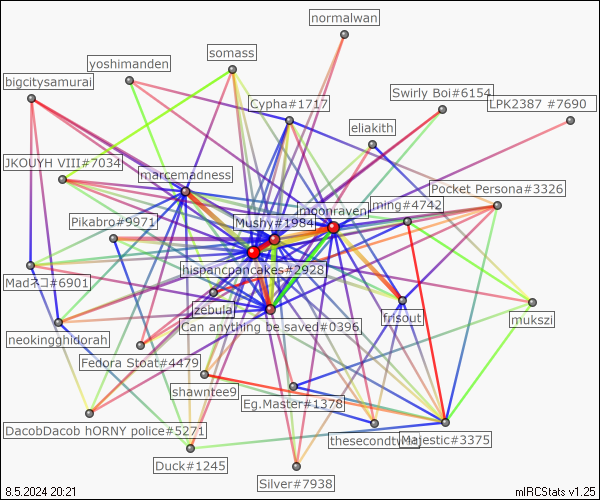 normalwan
somass
yoshimanden
bigcitysamurai
Swirly Boi#6154
LPK2387 #7690
Cypha#1717
eliakith
JKOUYH VIII#7034
marcemadness
Pocket Persona#3326
moonraven
ming#4742
Pikabro#9971
Mushy#1984
hispancpancakes#2928
Madネコ#6901
zebula
Can anything be saved#0396
frisout
mukszi
neokingghidorah
Fedora Stoat#4479
shawntee9
Eg.Master#1378
DacobDacob hORNY police#5271
thesecondtw
Majestic#3375
Duck#1245
Silver#7938
8.5.2024 20:21
mIRCStats v1.25